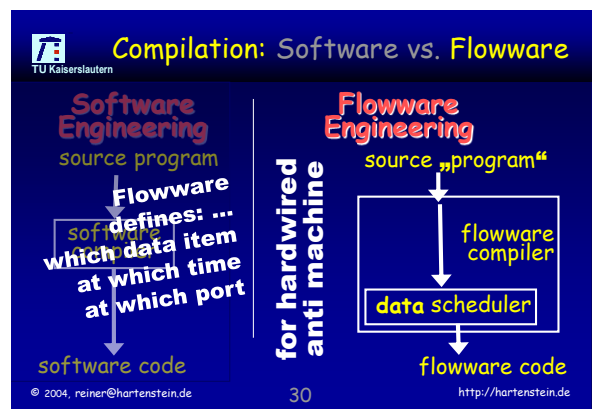 Compilation: Software vs. Flowware
TU Kaiserslautern
Software
Engineering
source program
software
compiler
software code
Flowware
defines: ...
which data item
at which time
at which port
for hardwired
anti machine
Flowware
Engineering
source „program“
flowware
compiler
data scheduler
flowware code
© 2004, reiner@hartenstein.de
30
http://hartenstein.de